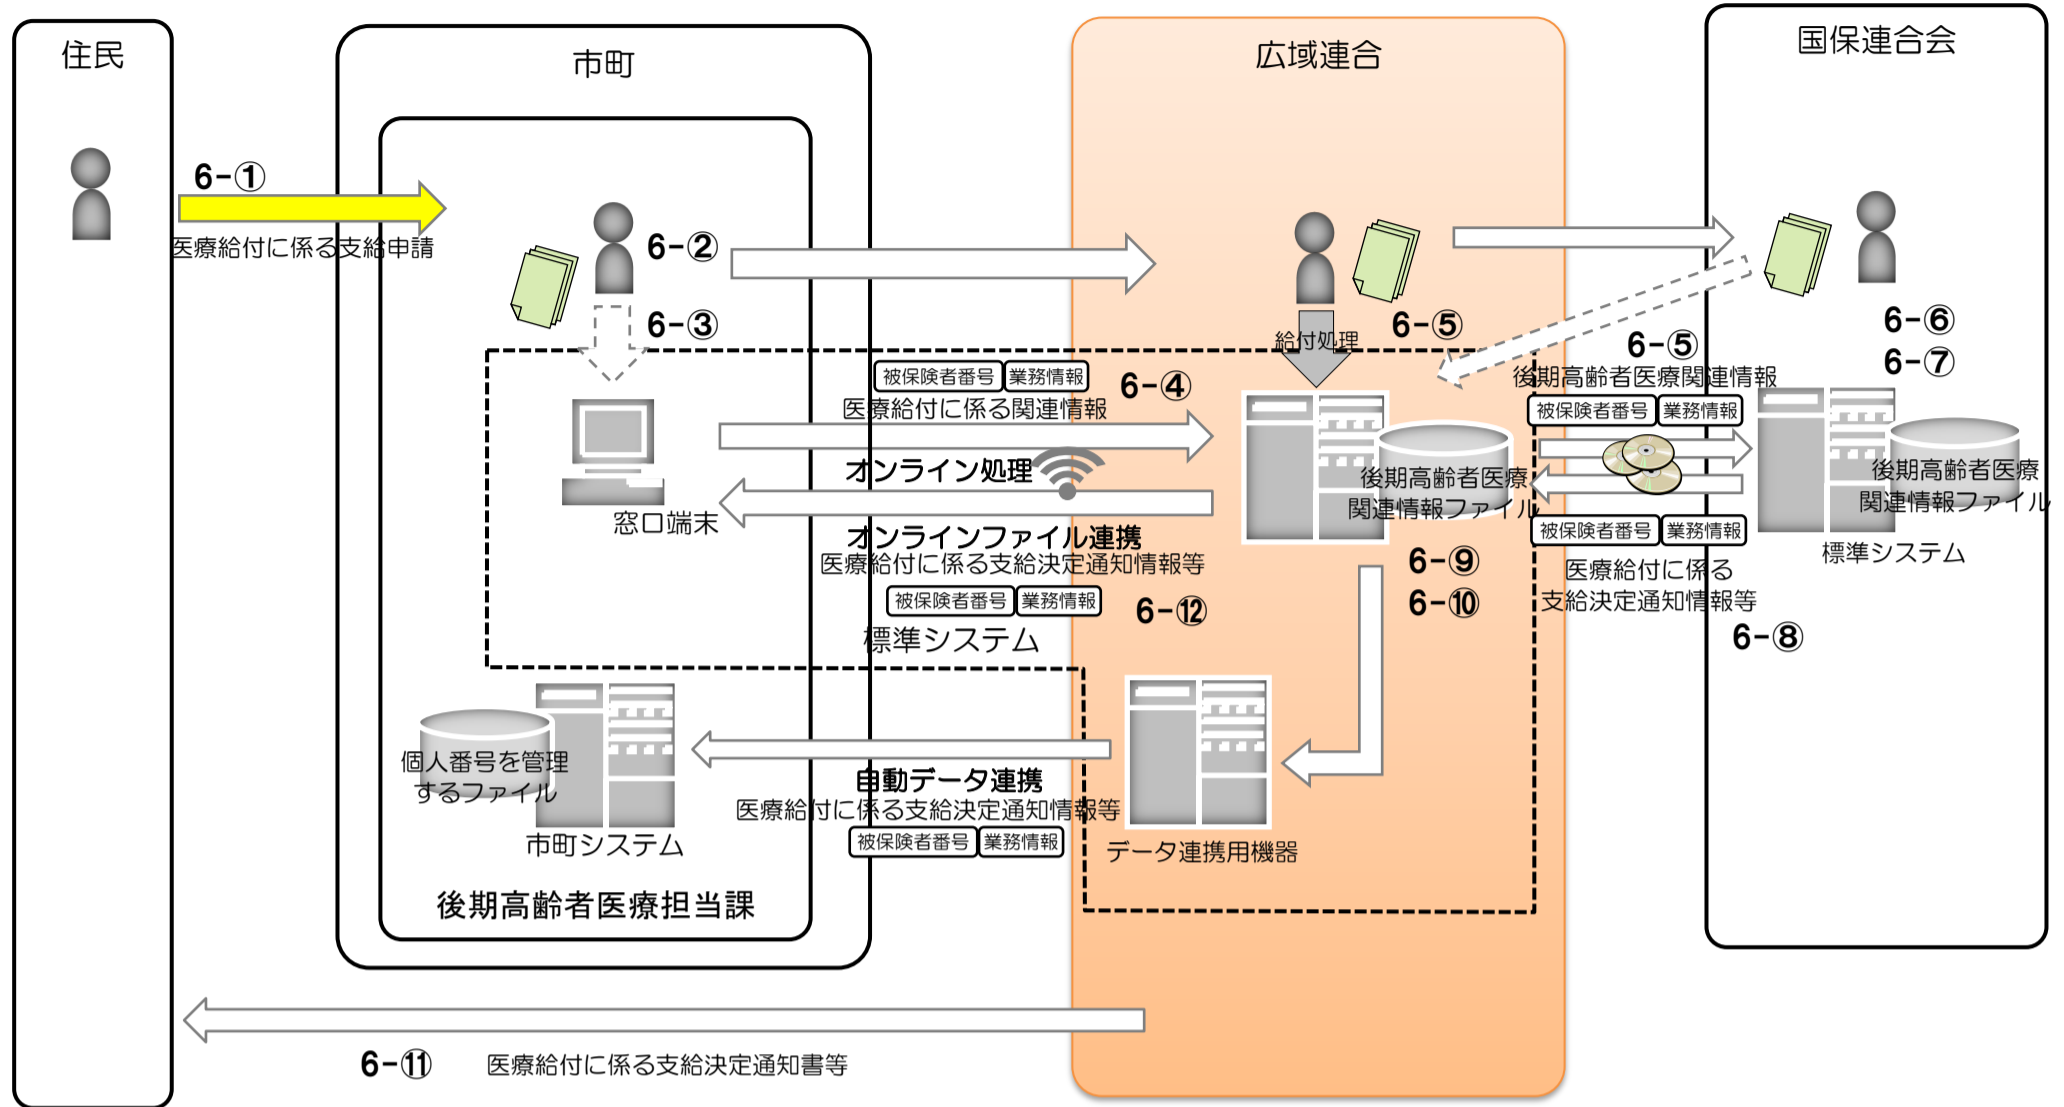 住民
市町
広域連合
国保連合会
6-①
医療給付に係る支給申請
6-②
6-③
給付処理
6-⑤
6-⑥
6-⑦
6-⑤
後期高齢者医療関連情報
被保険者番号 業務情報
被保険者番号 業務情報
6-④
医療給付に係る関連情報
オンライン処理
窓口端末
オンラインファイル連携
医療給付に係る支給決定通知情報等
被保険者番号 業務情報
6-⑫
標準システム
後期高齢者医療
関連情報ファイル
6-⑨
6-⑩
被保険者番号 業務情報
医療給付に係る
支給決定通知情報等
6-⑧
後期高齢者医療
関連情報ファイル
標準システム
個人番号を管理
するファイル
市町システム
自動データ連携
医療給付に係る支給決定通知情報等
被保険者番号 業務情報
データ連携用機器
後期高齢者医療担当課
6-⑪
医療給付に係る支給決定通知書等